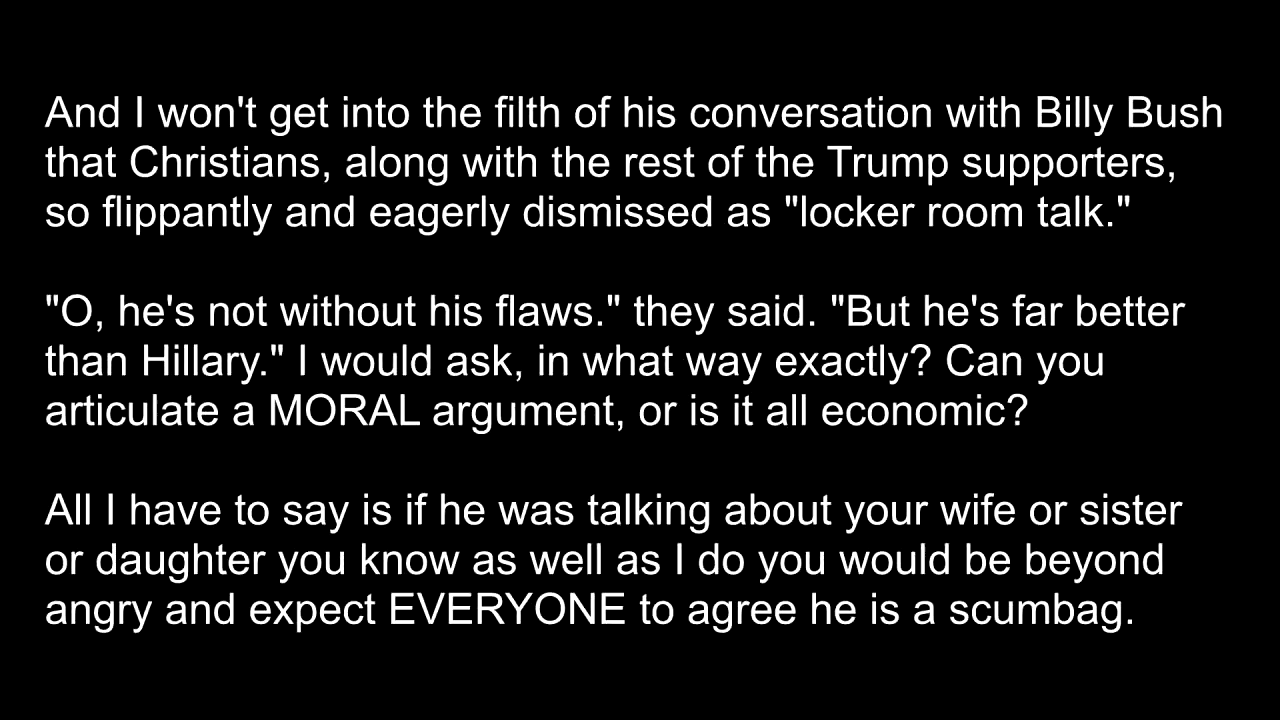 And I won't get into the filth of his conversation with Billy Bush
that Christians, along with the rest of the Trump supporters,
so flippantly and eagerly dismissed as "locker room talk."
"O, he's not without his flaws." they said. "But he's far better
than Hillary." I would ask, in what way exactly? Can you
articulate a MORAL argument, or is it all economic?
All I have to say is if he was talking about your wife or sister
or daughter you know as well as I do you would be beyond
angry and expect EVERYONE to agree he is a scumbag.